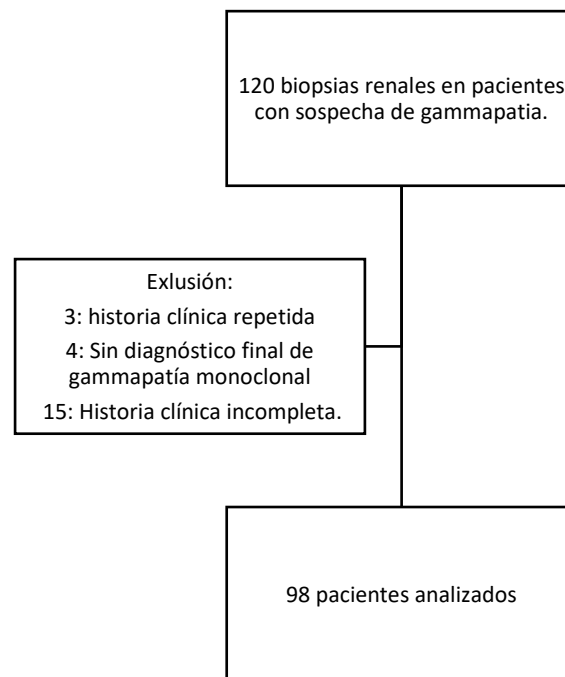 120 biopsias renales en pacientes
con sospecha de gammapatia.
Exlusión:
3: historia clínica repetida
4: Sin diagnóstico final de
gammapatía monoclonal
15: Historia clínica incompleta.
98 pacientes analizados